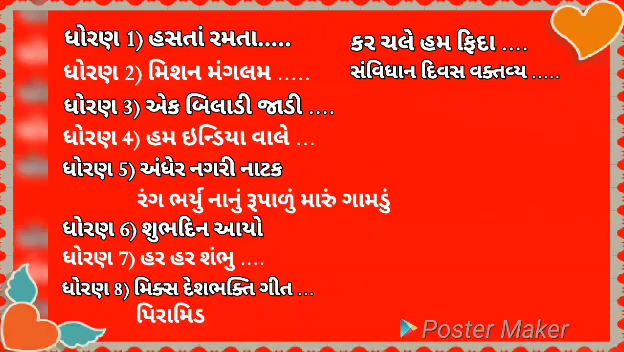 ધોરણ 1) હસતાં રમતા.....
ધોરણ 2) મિશન મંગલમ .....
ધોરણ 3) એક બિલાડી જાડી ....
ધોરણ 4) હમ ઇન્ડિયા વાલે ...
ધોરણ 5) અંધેર નગરી નાટક
રંગ ભર્યુ નાનું રૂપાળું મારું ગામડું
ધોરણ 6) શુભદિન આયો
ધોરણ 7) હર હર શંભુ ....
ધોરણ 8) મિક્સ દેશભક્તિ ગીત ...
પિરામિડ
કર ચલે હમ ફિદા ....
સંવિધાન દિવસ વક્તવ્ય .....
Poster Maker